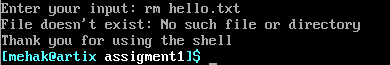 Enter your input: rm hello.txt
File doesn't exist: No such file or directory
Thank you for using the shell
[mehak@artix assigment1]$